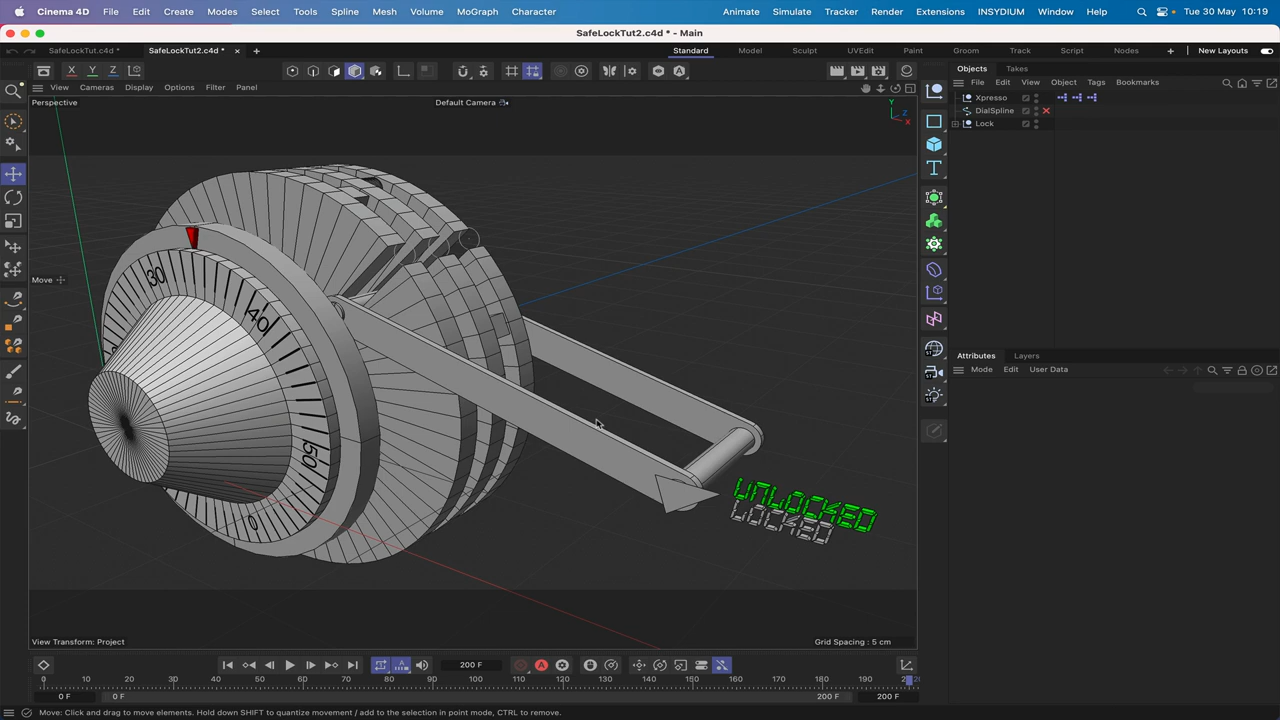 Cinema 4D File Edit Create Modes Select Tools Spline Mesh Volume MoGraph Character Animate Simulate Tracker Render Extensions INSYDIUM Window Help Tue 30 May 10:19
SafeLockTut2.c4d * - Main
SafeLockTut.c4d * SafeLockTut2.c4d * Standard Model Sculpt UVEdit Paint Groom Track Script Nodes New Layouts
X Y Z
View Cameras Display Options Filter Panel
Objects Takes
File Edit View Object Tags Bookmarks
Perspective
Default Camera
Y
Z
X
Xpresso
DialSpline
Lock
Move
30
40
50
0
UNLOCKED
LOCKED
Attributes Layers
Mode Edit User Data
View Transform: Project
Grid Spacing : 5 cm
200 F
0 10 20 30 40 50 60 70 80 90 100 110 120 130 140 150 160 170 180 190
0 F 0 F 200 F 200 F
Move: Click and drag to move elements. Hold down SHIFT to quantize movement / add to the selection in point mode, CTRL to remove.